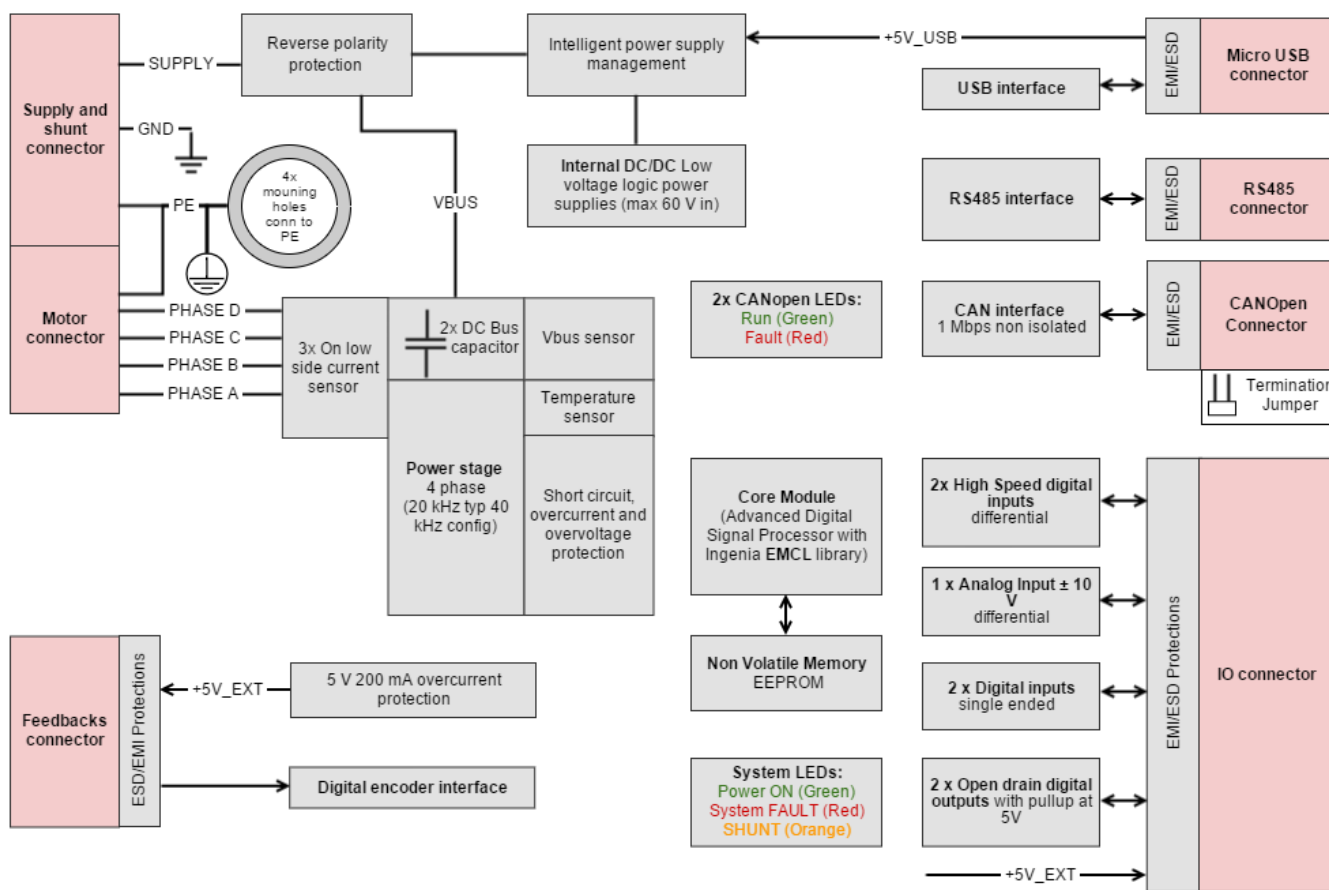 Supply and
shunt
connector
SUPPLY
GND
PE
Reverse polarity
protection
Intelligent power supply
management
+5V_USB
EMI/ESD
Micro USB
connector
USB interface
4x
mouning
holes
conn to
PE
VBUS
Internal DC/DC Low
voltage logic power
supplies (max 60 V in)
RS485 interface
EMI/ESD
RS485
connector
Motor
connector
PHASE D
PHASE C
PHASE B
PHASE A
3x On low
side current
sensor
2x DC Bus
capacitor
Vbus sensor
Temperature
sensor
Power stage
4 phase
(20 kHz typ 40
kHz config)
Short circuit,
overcurrent and
overvoltage
protection
2x CANopen LEDs:
Run (Green)
Fault (Red)
CAN interface
1 Mbps non isolated
EMI/ESD
CANOpen
Connector
Termination
Jumper
Core Module
(Advanced Digital
Signal Processor with
Ingenia EMCL library)
Non Volatile Memory
EEPROM
System LEDs:
Power ON (Green)
System FAULT (Red)
SHUNT (Orange)
2x High Speed digital
inputs
differential
1 x Analog Input ± 10
V
differential
2 x Digital inputs
single ended
2 x Open drain digital
outputs with pullup at
5V
+5V_EXT
EMI/ESD Protections
IO connector
Feedbacks
connector
ESD/EMI Protections
+5V_EXT
5 V 200 mA overcurrent
protection
Digital encoder interface